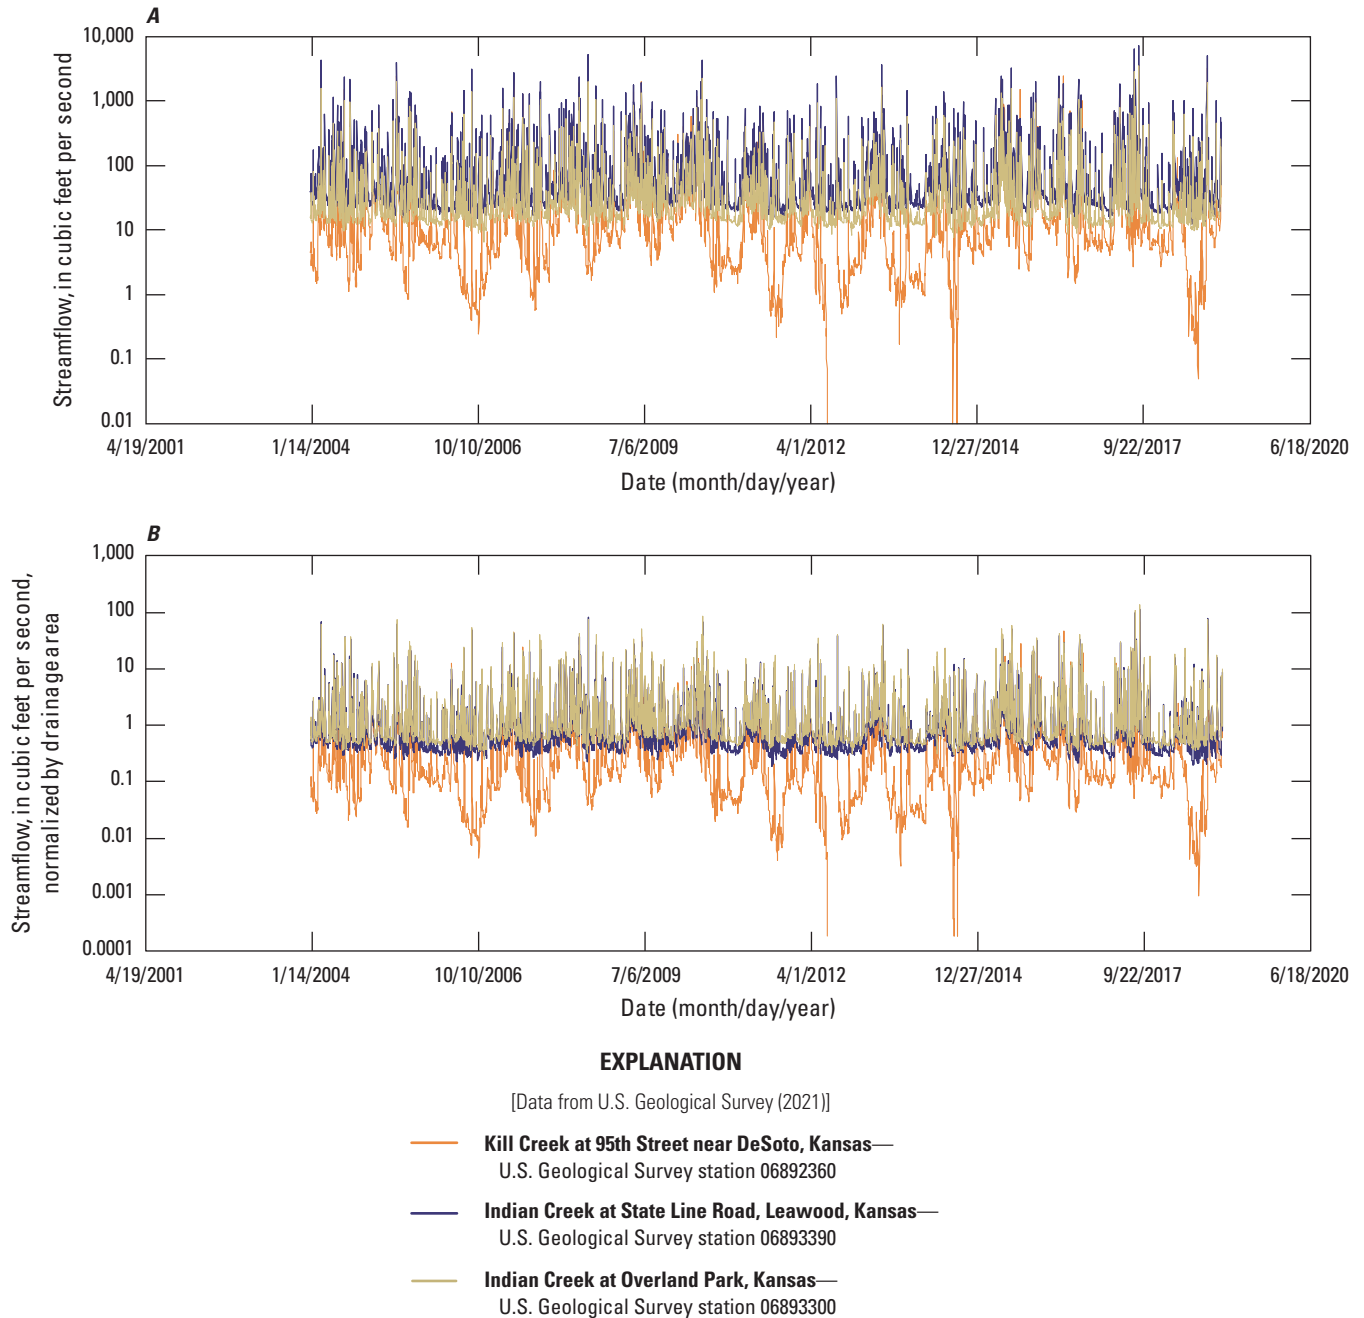 A
10,000
1,000
100
10
1
0.1
0.01
Streamflow, in cubic feet per second
4/19/2001 1/14/2004 10/10/2006 7/6/2009 4/1/2012 12/27/2014 9/22/2017 6/18/2020
Date (month/day/year)
B
1,000
100
10
1
0.1
0.01
0.001
0.0001
Streamflow, in cubic feet per second,
normalized by drainage area
4/19/2001 1/14/2004 10/10/2006 7/6/2009 4/1/2012 12/27/2014 9/22/2017 6/18/2020
Date (month/day/year)
EXPLANATION
[Data from U.S. Geological Survey (2021)]
Kill Creek at 95th Street near DeSoto, Kansas—
U.S. Geological Survey station 06892360
Indian Creek at State Line Road, Leawood, Kansas—
U.S. Geological Survey station 06893390
Indian Creek at Overland Park, Kansas—
U.S. Geological Survey station 06893300